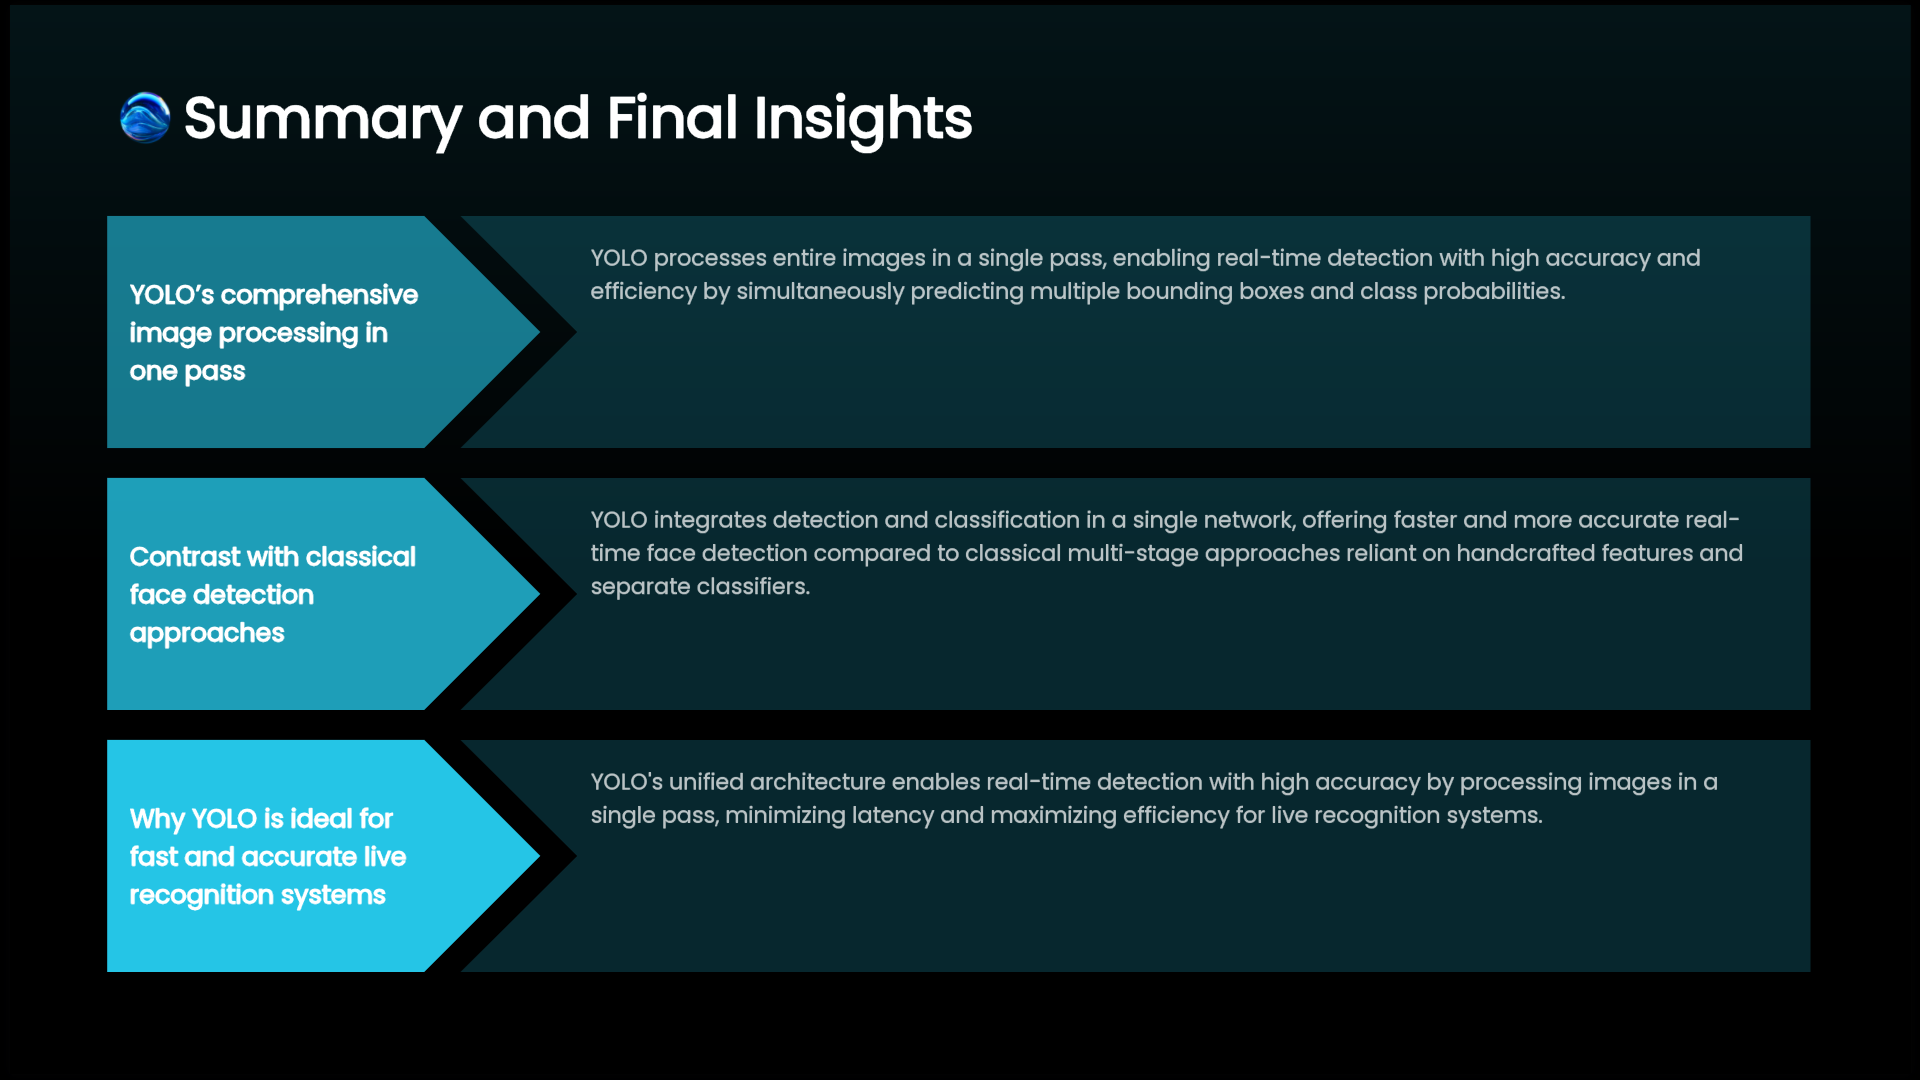 Summary and Final Insights
YOLO’s comprehensive
image processing in
one pass
YOLO processes entire images in a single pass, enabling real-time detection with high accuracy and
efficiency by simultaneously predicting multiple bounding boxes and class probabilities.
Contrast with classical
face detection
approaches
YOLO integrates detection and classification in a single network, offering faster and more accurate real-
time face detection compared to classical multi-stage approaches reliant on handcrafted features and
separate classifiers.
Why YOLO is ideal for
fast and accurate live
recognition systems
YOLO's unified architecture enables real-time detection with high accuracy by processing images in a
single pass, minimizing latency and maximizing efficiency for live recognition systems.